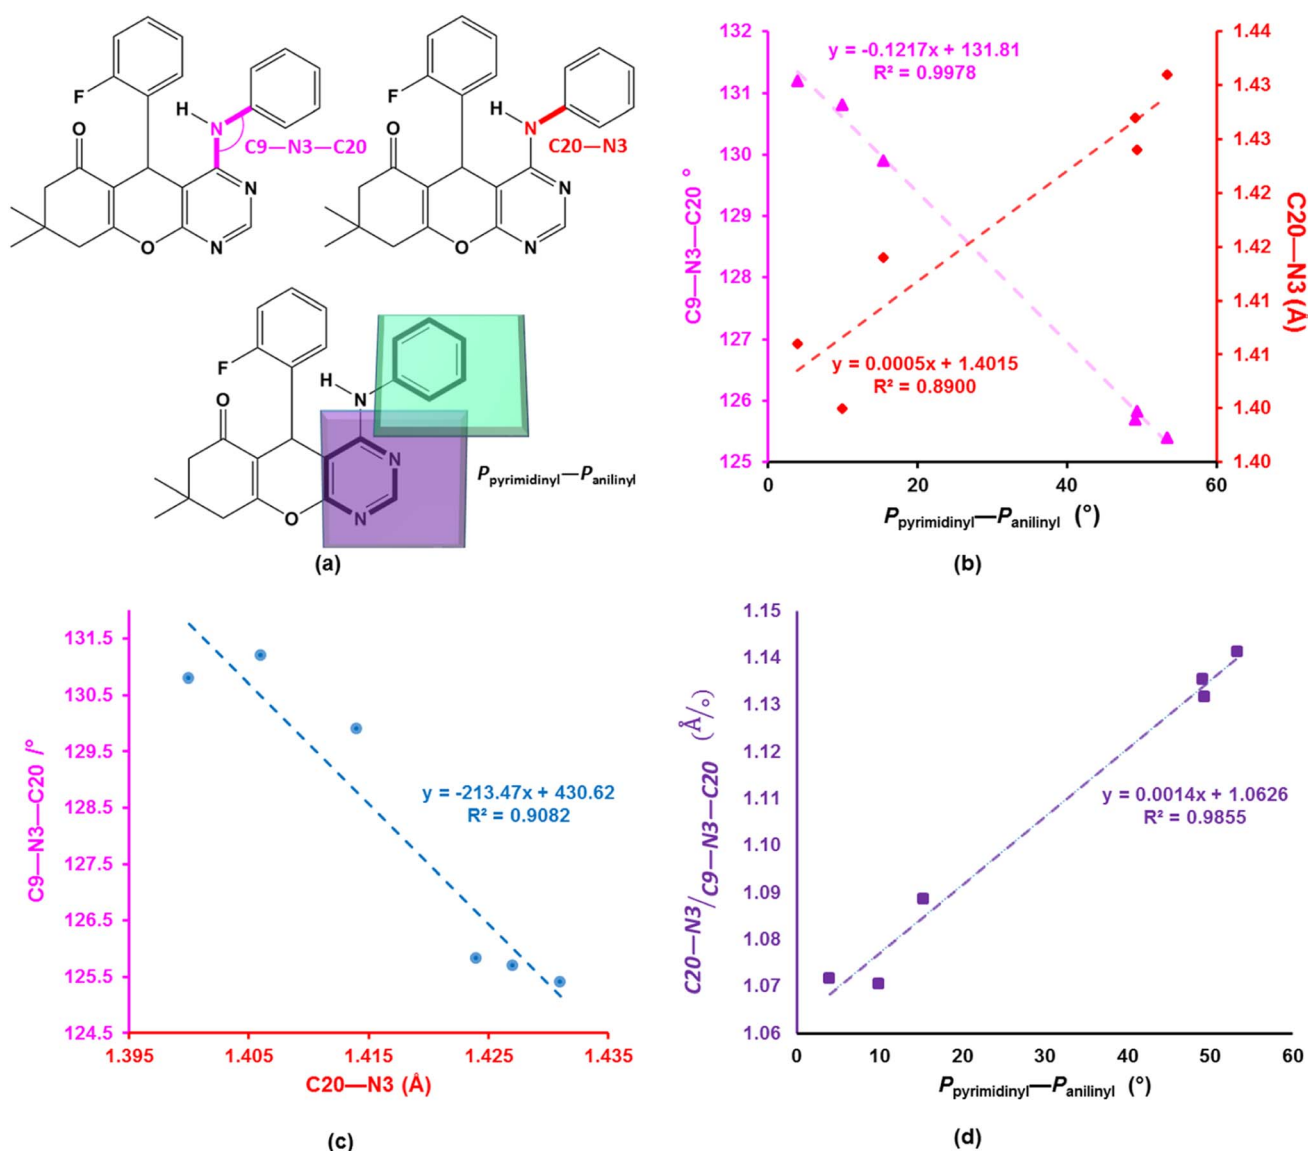 F
H
N
O
C9—N3—C20
N
O
N
F
H
N
O
C20—N3
N
O
N
F
H
N
O
N
O
N
Ppyrimidinyl—Panilinyl
(a)
132
131
130
129
128
127
126
125
C9—N3—C20 °
y = -0.1217x + 131.81
R² = 0.9978
y = 0.0005x + 1.4015
R² = 0.8900
1.44
1.43
1.43
1.42
1.42
1.41
1.41
1.40
1.40
C20—N3 (Å)
0
20
40
60
Ppyrimidinyl—Panilinyl (°)
(b)
131.5
130.5
129.5
128.5
127.5
126.5
125.5
124.5
C9—N3—C20 /°
y = -213.47x + 430.62
R² = 0.9082
1.395
1.405
1.415
1.425
1.435
C20—N3 (Å)
(c)
1.15
1.14
1.13
1.12
1.11
1.10
1.09
1.08
1.07
1.06
C20—N3/C9—N3—C20 (Å/°)
y = 0.0014x + 1.0626
R² = 0.9855
0
10
20
30
40
50
60
Ppyrimidinyl—Panilinyl (°)
(d)